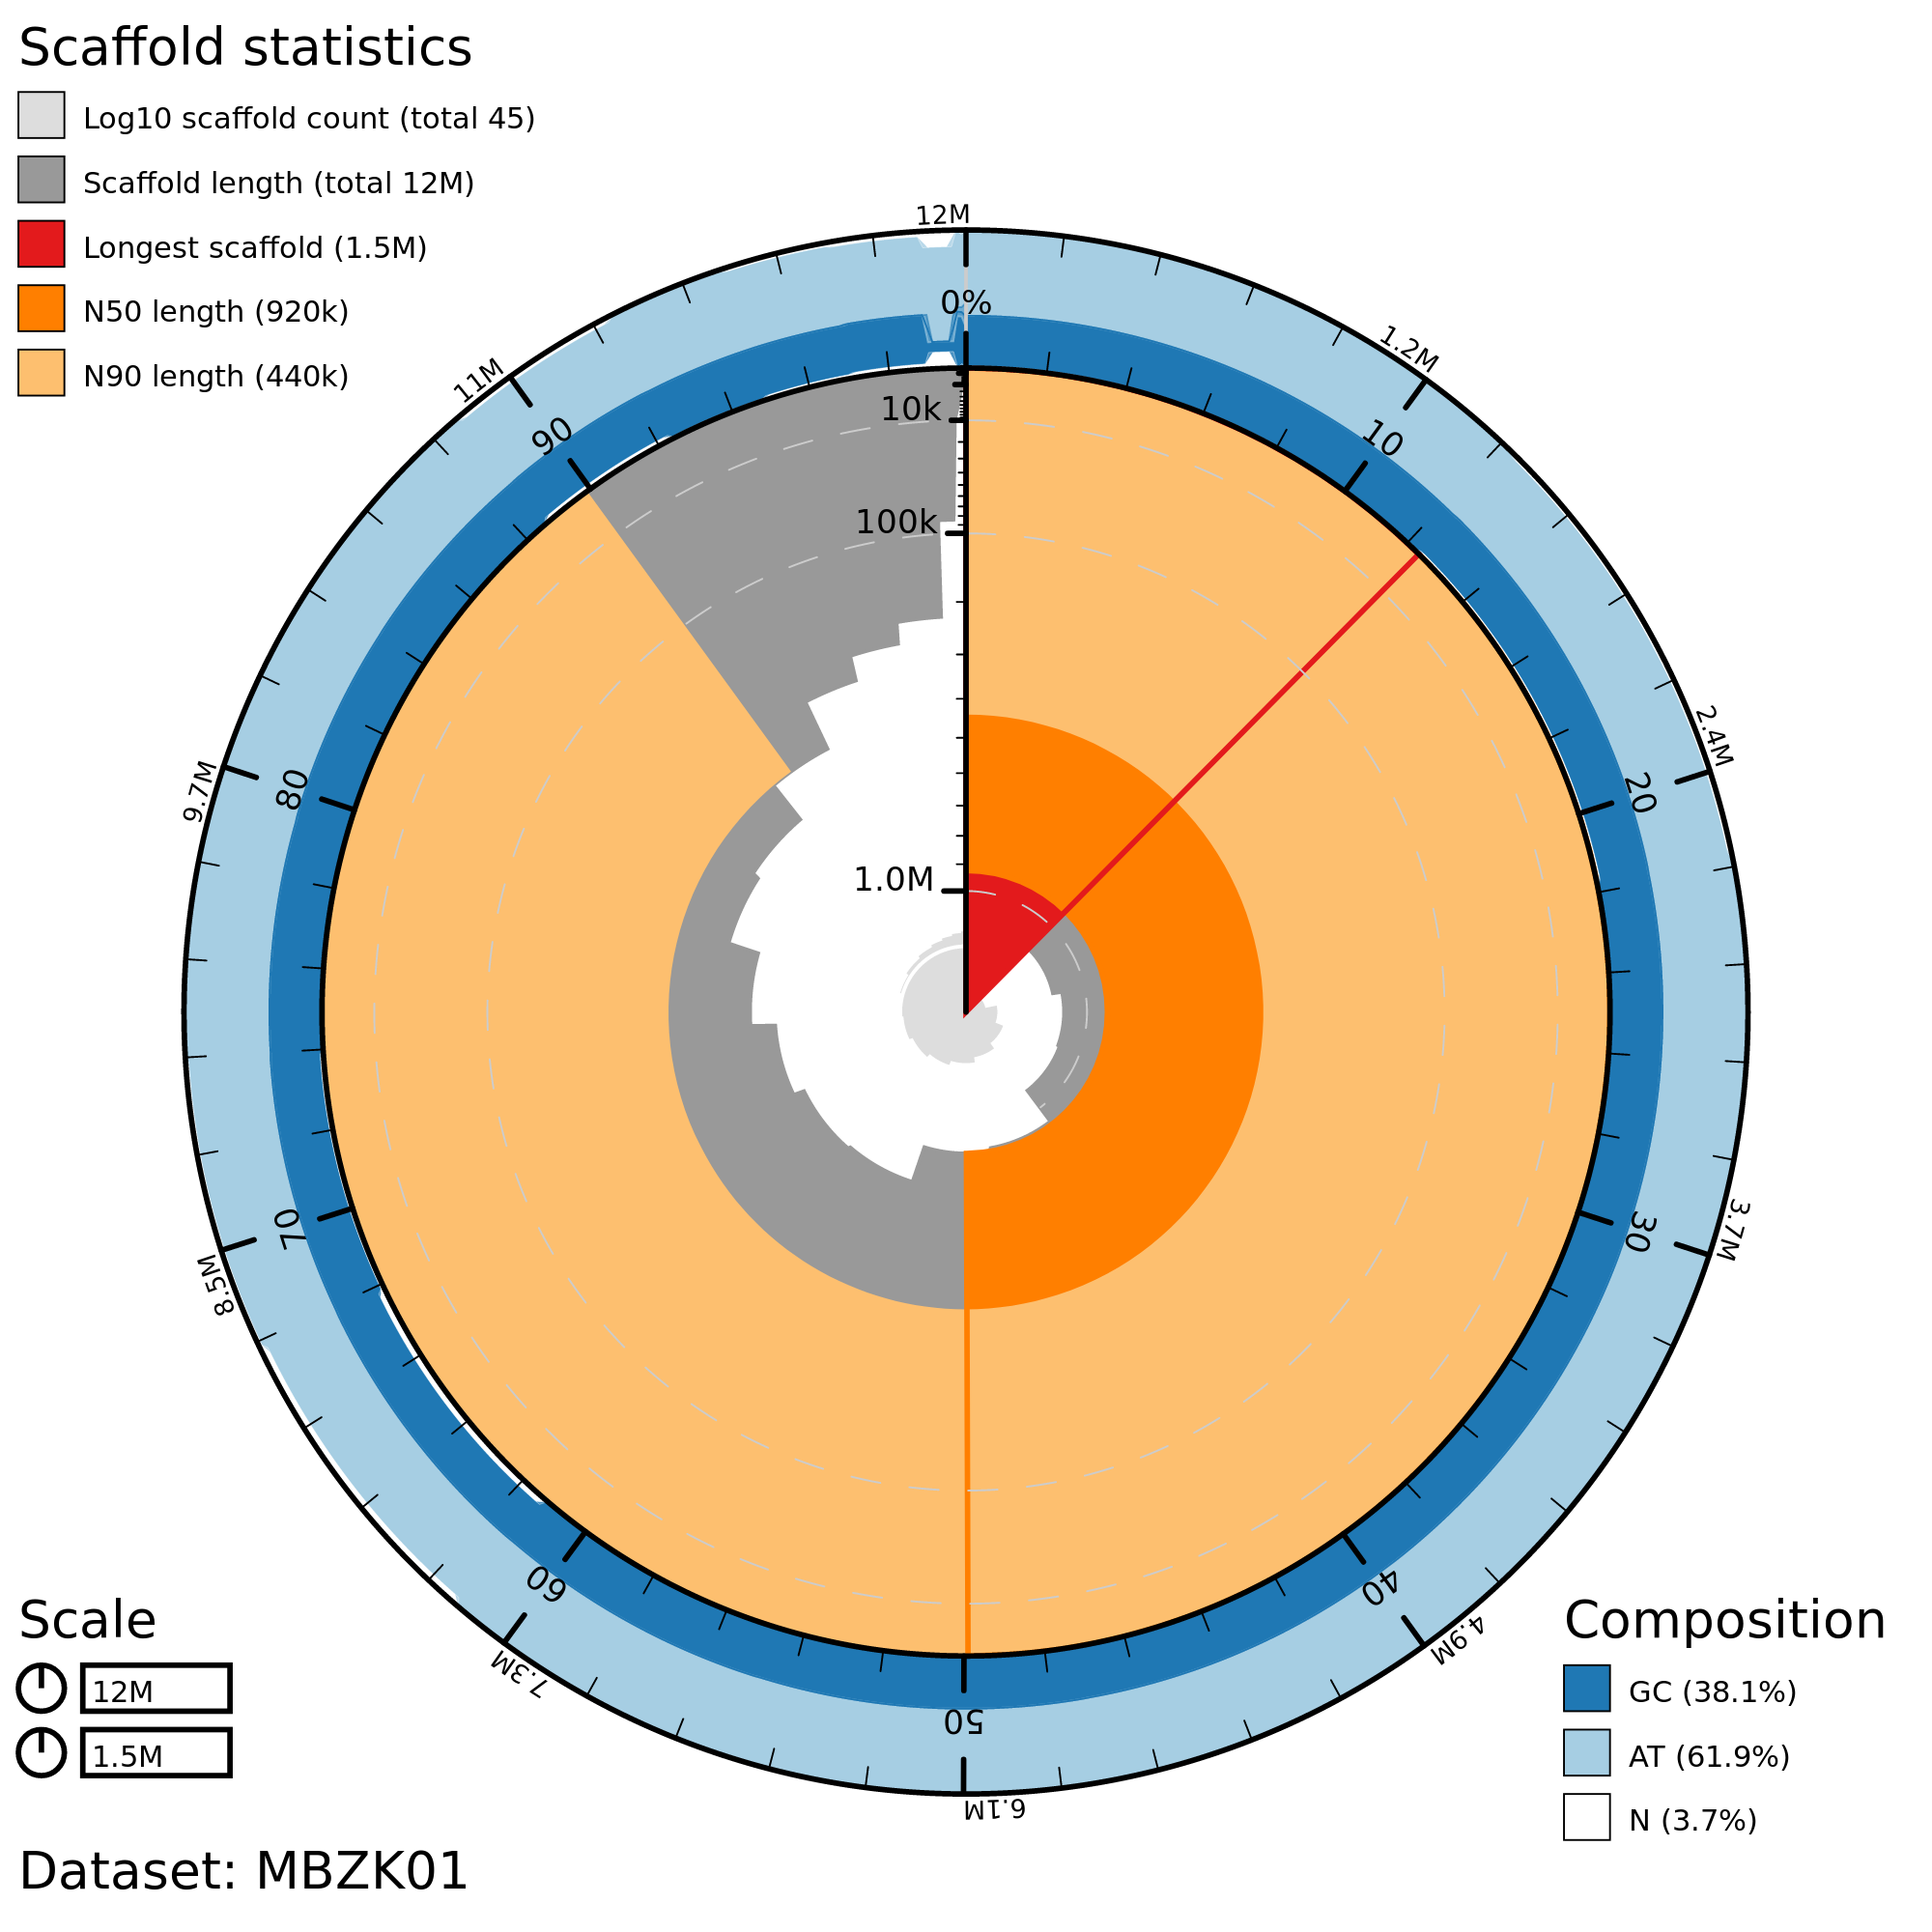 Scaffold statistics
Log10 scaffold count (total 45)
Scaffold length (total 12M)
Longest scaffold (1.5M)
N50 length (920k)
N90 length (440k)
12M
0%
1.2M
10
2.4M
20
3.7M
30
4.9M
40
6.1M
50
7.3M
60
8.5M
70
9.7M
80
11M
90
10k
100k
1.0M
Scale
12M
1.5M
Composition
GC (38.1%)
AT (61.9%)
N (3.7%)
Dataset: MBZK01